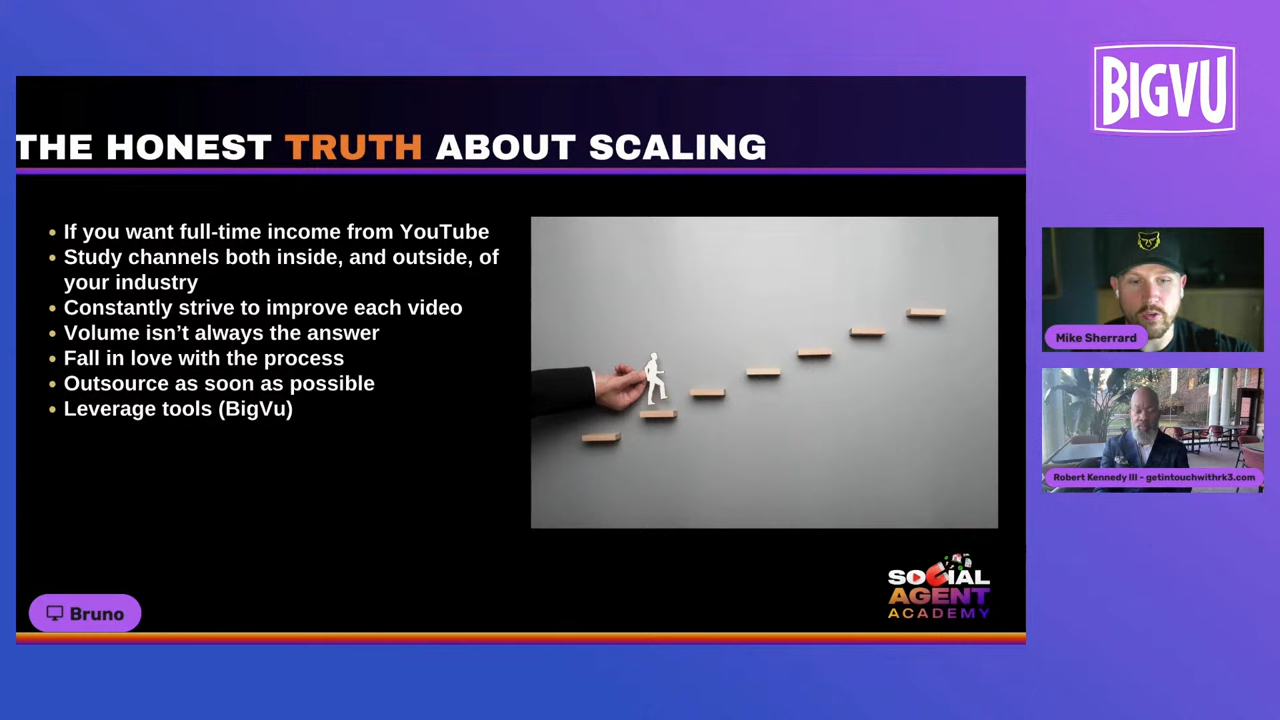 BIGVU
THE HONEST TRUTH ABOUT SCALING
If you want full-time income from YouTube
Study channels both inside, and outside, of
your industry
Constantly strive to improve each video
Volume isn’t always the answer
Fall in love with the process
Outsource as soon as possible
Leverage tools (BigVu)
Mike Sherrard
Robert Kennedy III - getintouchwithrk3.com
SOCIAL
AGENT
ACADEMY
Bruno